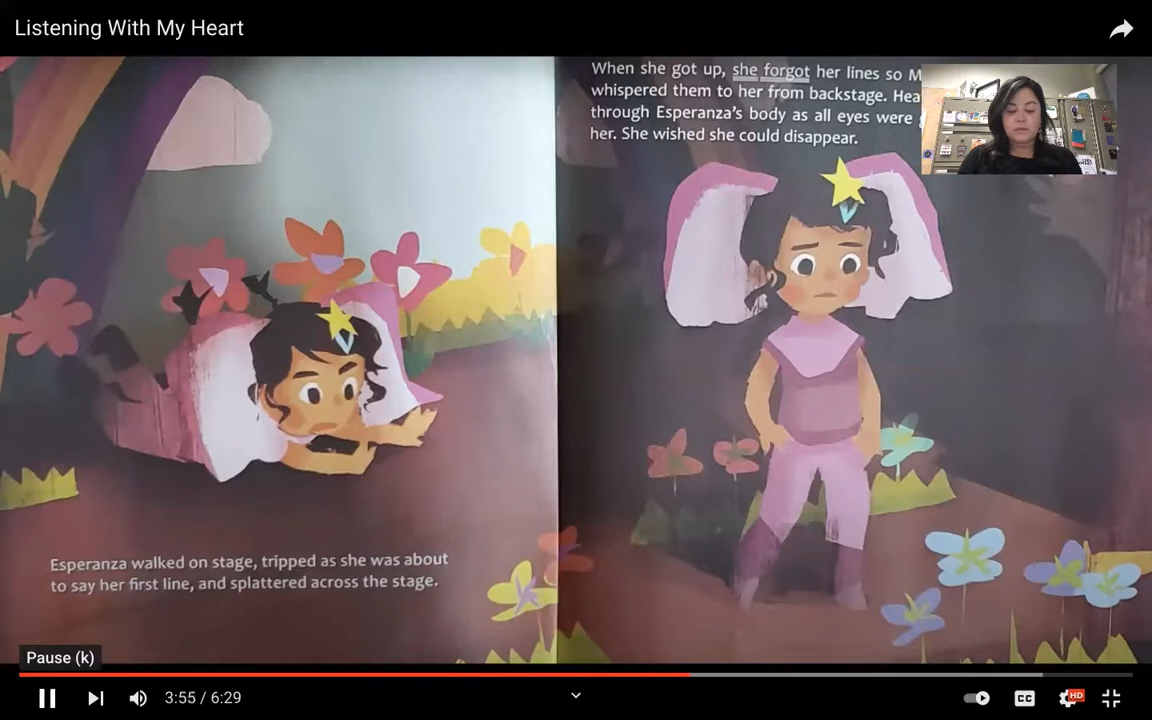 Listening With My Heart
When she got up, she forgot her lines so M
whispered them to her from backstage. Hea
through Esperanza's body as all eyes were
her. She wished she could disappear.
Esperanza walked on stage, tripped as she was about
to say her first line, and splattered across the stage.
Pause (k)
3:55 / 6:29
CC
HD